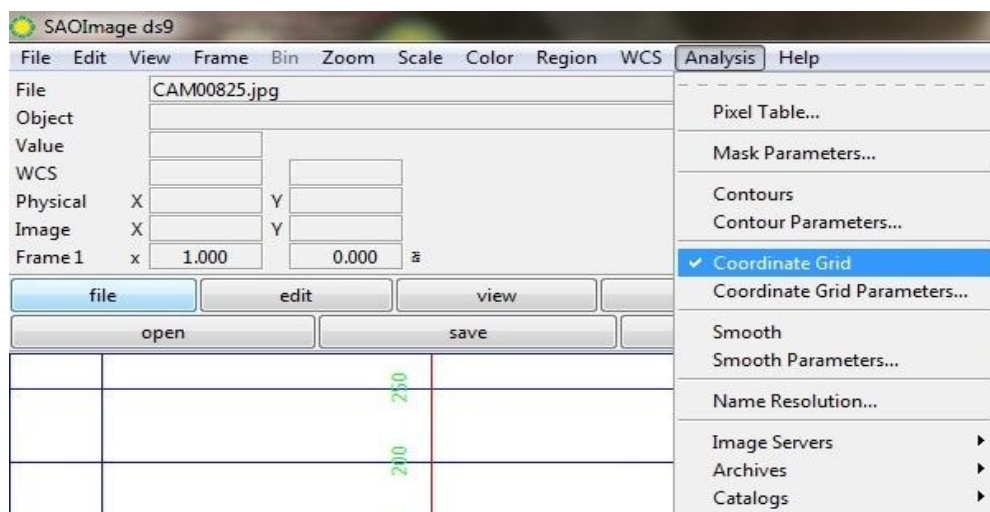 SAOImage ds9
File Edit View Frame Bin Zoom Scale Color Region WCS Analysis Help
File CAM00825.jpg
Object
Value
WCS
Physical X Y
Image X Y
Frame 1 x 1.000 0.000
file edit view
open save
250
200
Pixel Table...
Mask Parameters...
Contours
Contour Parameters...
Coordinate Grid
Coordinate Grid Parameters...
Smooth
Smooth Parameters...
Name Resolution...
Image Servers
Archives
Catalogs